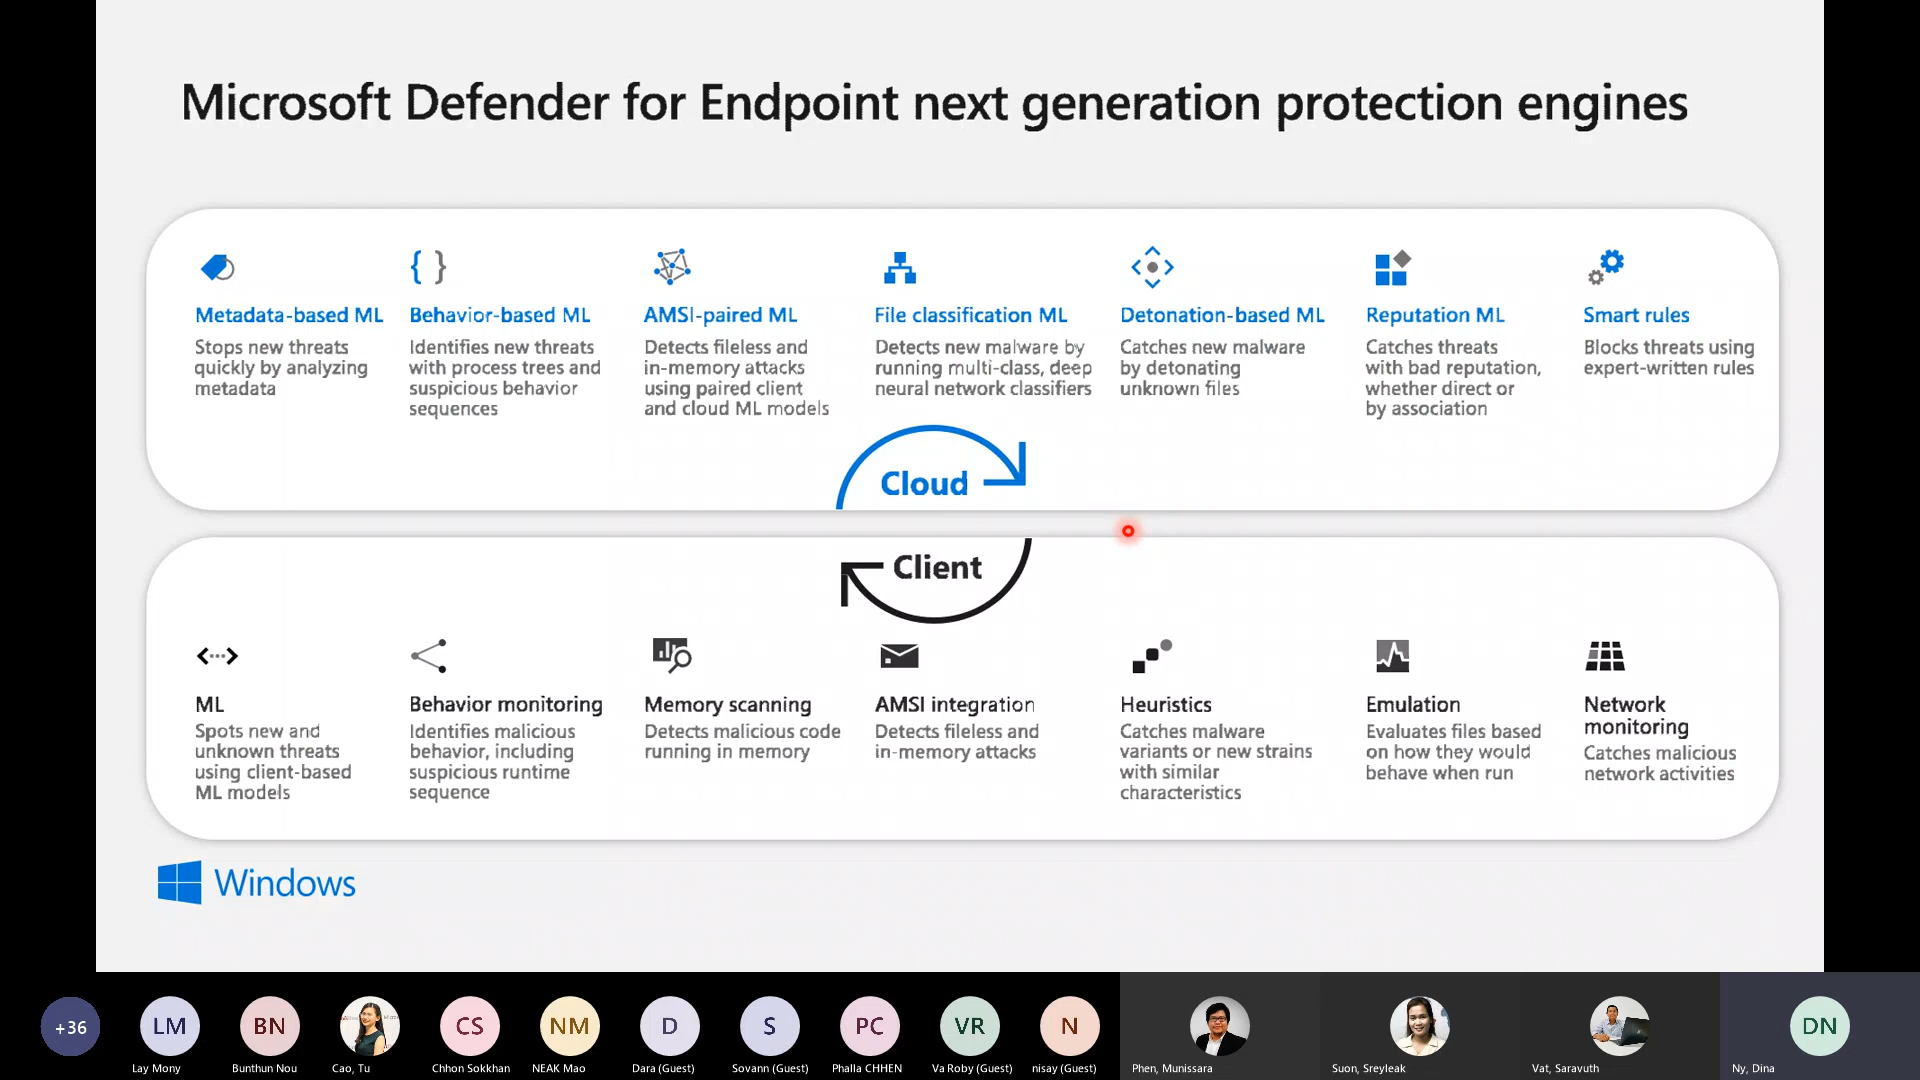 Microsoft Defender for Endpoint next generation protection engines
Metadata-based ML
Stops new threats
quickly by analyzing
metadata
Behavior-based ML
Identifies new threats
with process trees and
suspicious behavior
sequences
AMSI-paired ML
Detects fileless and
in-memory attacks
using paired client
and cloud ML models
File classification ML
Detects new malware by
running multi-class, deep
neural network classifiers
Detonation-based ML
Catches new malware
by detonating
unknown files
Reputation ML
Catches threats
with bad reputation,
whether direct or
by association
Smart rules
Blocks threats using
expert-written rules
Cloud
Client
ML
Spots new and
unknown threats
using client-based
ML models
Behavior monitoring
Identifies malicious
behavior, including
suspicious runtime
sequence
Memory scanning
Detects malicious code
running in memory
AMSI integration
Detects fileless and
in-memory attacks
Heuristics
Catches malware
variants or new strains
with similar
characteristics
Emulation
Evaluates files based
on how they would
behave when run
Network
monitoring
Catches malicious
network activities
Windows
+36
LM
Lay Mony
BN
Bunthun Nou
Cao, Tu
CS
Chhon Sokkhan
NM
NEAK Mao
D
Dara (Guest)
S
Sovann (Guest)
PC
Phalla CHHEN
VR
Va Roby (Guest)
N
nisay (Guest)
Phen, Munissara
Suon, Sreyleak
Vat, Saravuth
DN
Ny, Dina